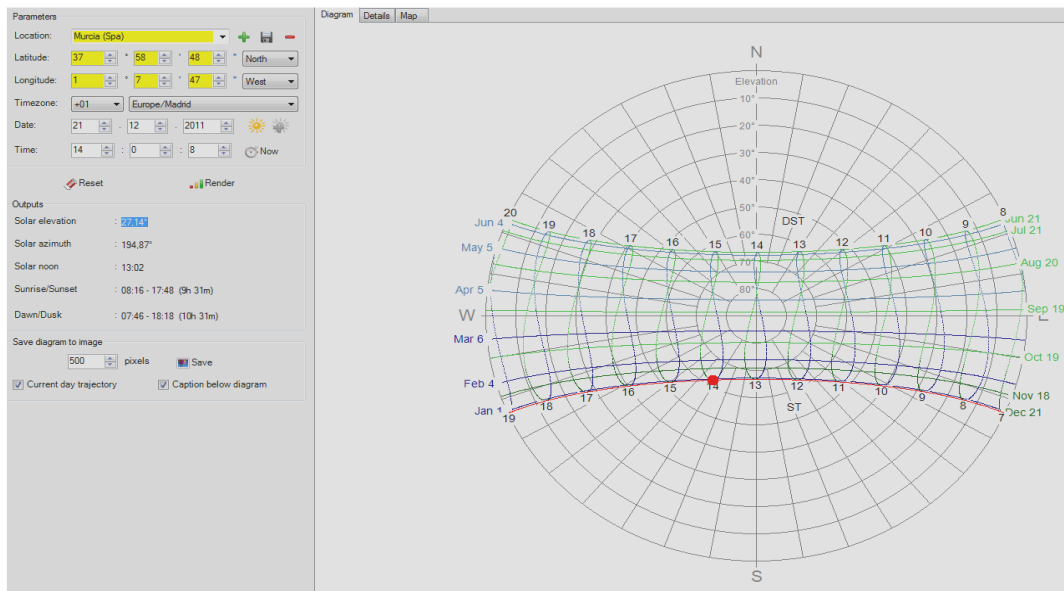 Parameters
Location: Murcia (Spa)
Latitude: 37 ° 58 ' 48 " North
Longitude: 1 ° 7 ' 47 " West
Timezone: +01 Europe/Madrid
Date: 21 . 12 . 2011
Time: 14 : 0 : 8 Now
Reset Render
Outputs
Solar elevation : 27.14°
Solar azimuth : 194.87°
Solar noon : 13:02
Sunrise/Sunset : 08:16 - 17:48 (9h 31m)
Dawn/Dusk : 07:46 - 18:18 (10h 31m)
Save diagram to image
500 pixels Save
Current day trajectory Caption below diagram
Diagram Details Map
N
Elevation
10°
20°
30°
40°
50°
60°
70°
80°
DST
20 19 18 17 16 15 14 13 12 11 10 9 8
Jun 4
May 5
Apr 5
W
Mar 6
Feb 4
Jan 1
Jun 21
Jul 21
Aug 20
Sep 19
Oct 19
Nov 18
Dec 21
19 18 17 16 15 14 13 12 11 10 9 8 7
ST
S